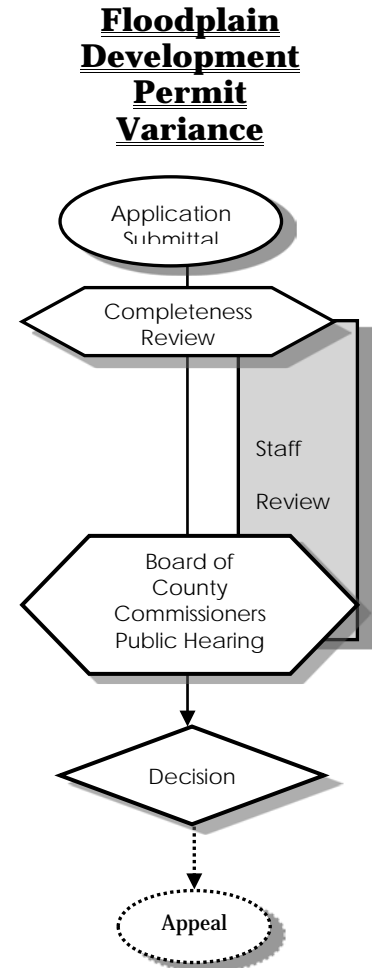 Floodplain
Development
Permit
Variance
Application
Submittal
Completeness
Review
Staff
Review
Board of
County
Commissioners
Public Hearing
Decision
Appeal